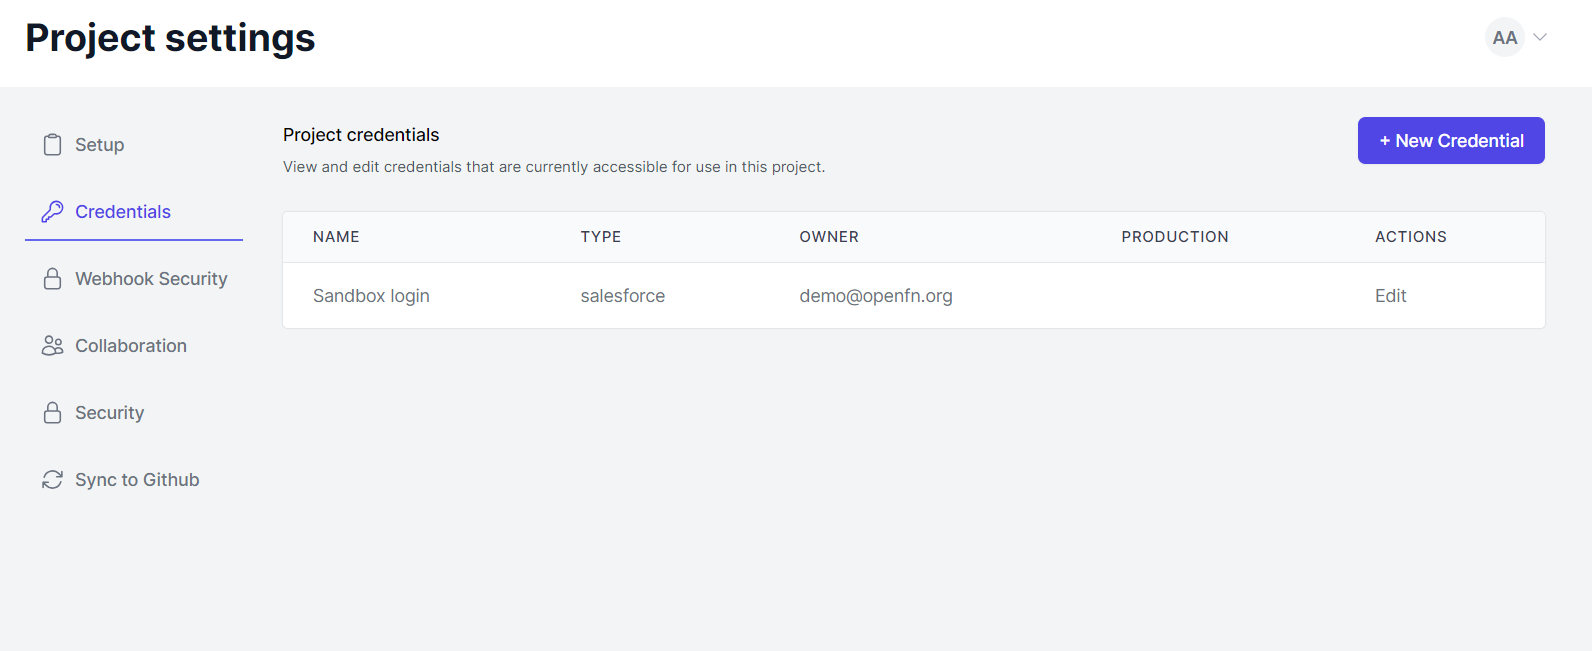 Project settings
AA
Setup
Credentials
Webhook Security
Collaboration
Security
Sync to Github
Project credentials
View and edit credentials that are currently accessible for use in this project.
+ New Credential
NAME TYPE OWNER PRODUCTION ACTIONS
Sandbox login salesforce demo@openfn.org Edit